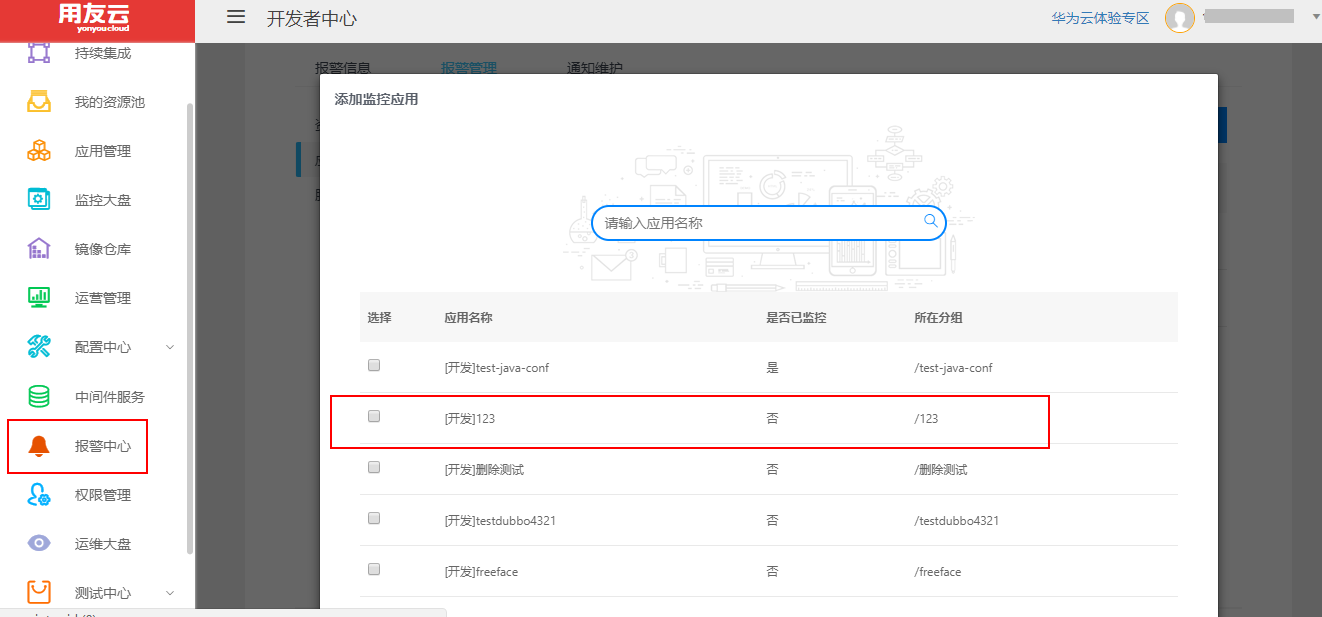 用友云
yonyoucloud
开发者中心
华为云体验专区
持续集成
我的资源池
应用管理
监控大盘
镜像仓库
运营管理
配置中心
中间件服务
报警中心
权限管理
运维大盘
测试中心
报警信息 报警管理 通知维护
添加监控应用
请输入应用名称
选择 应用名称 是否已监控 所在分组
[开发]test-java-conf 是 /test-java-conf
[开发]123 否 /123
[开发]删除测试 否 /删除测试
[开发]testdubbo4321 否 /testdubbo4321
[开发]freeface 否 /freeface